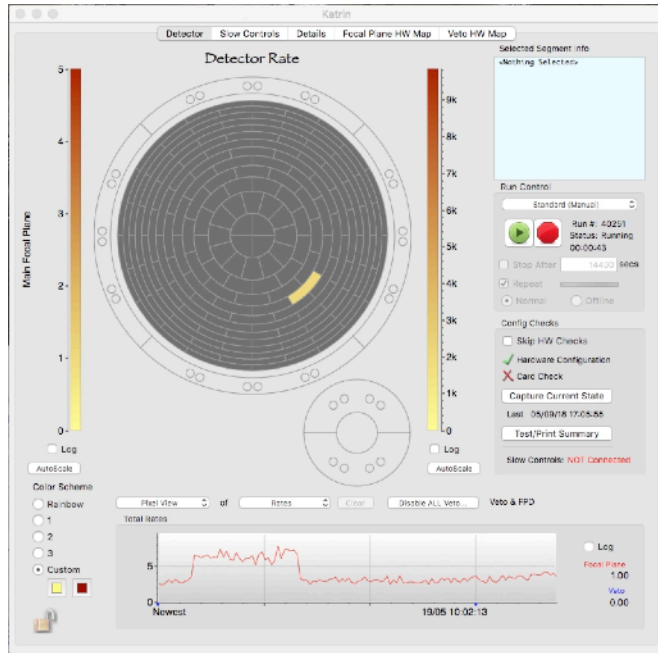 Katrin
Detector Slow Controls Details Focal Plane HW Map Veto HW Map
Detector Rate
Selected Segment Info
<Nothing Selected>
5
4
3
2
1
0
Main Focal Plane
9k
8k
7k
6k
5k
4k
3k
2k
1k
0
Log
AutoScale
Log
AutoScale
Run Control
Standard (Manual)
Run #: 40251
Status: Running
00:00:43
Stop After 14400 secs
Repeat
Normal Offline
Config Checks
Skip HW Checks
Hardware Configuration
Card Check
Capture Current State
Last 05/09/18 17:05:55
Test/Print Summary
Slow Controls: NOT Connected
Color Scheme
Rainbow
1
2
3
Custom
Pixel View of Rates Clear Disable ALL Veto... Veto & FPD
Total Rates
5
0
Newest 19/05 10:02:13
Log
Focal Plane
1.00
Veto
0.00